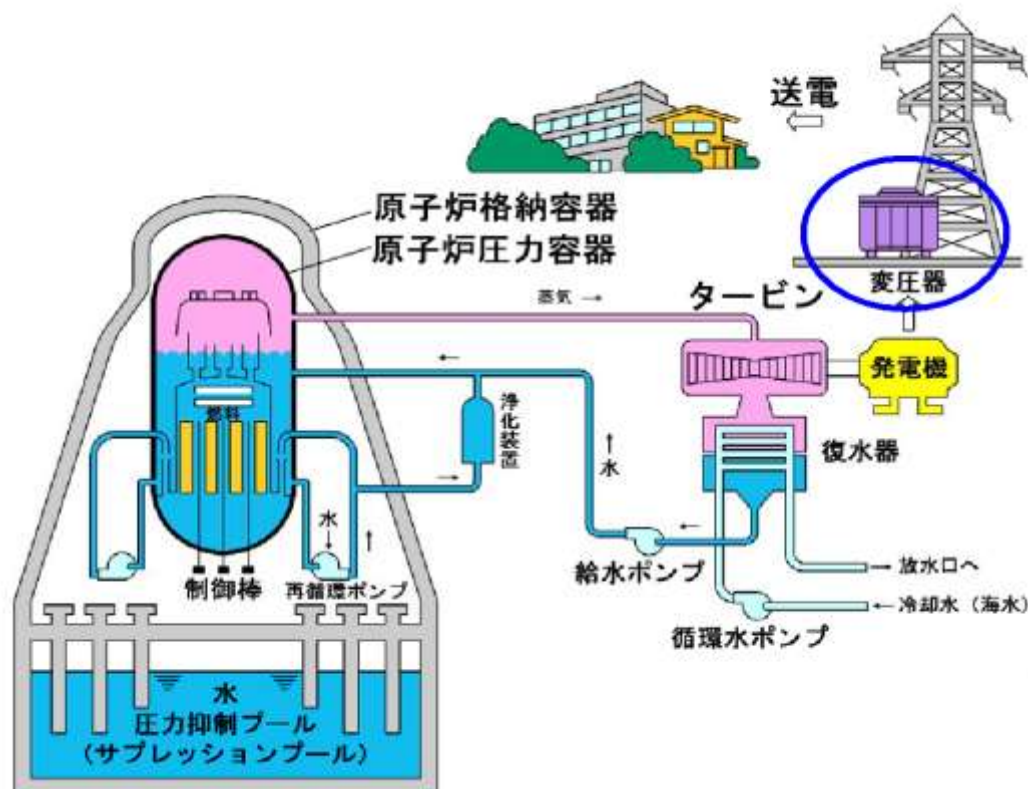 送電
原子炉格納容器
原子炉圧力容器
変圧器
蒸気 →
タービン
発電機
←
浄化装置
燃料
↑水
復水器
→
水↓
↑
←
制御棒
再循環ポンプ
給水ポンプ
→ 放水口へ
← 冷却水（海水）
循環水ポンプ
水
圧力抑制プール
（サプレッションプール）